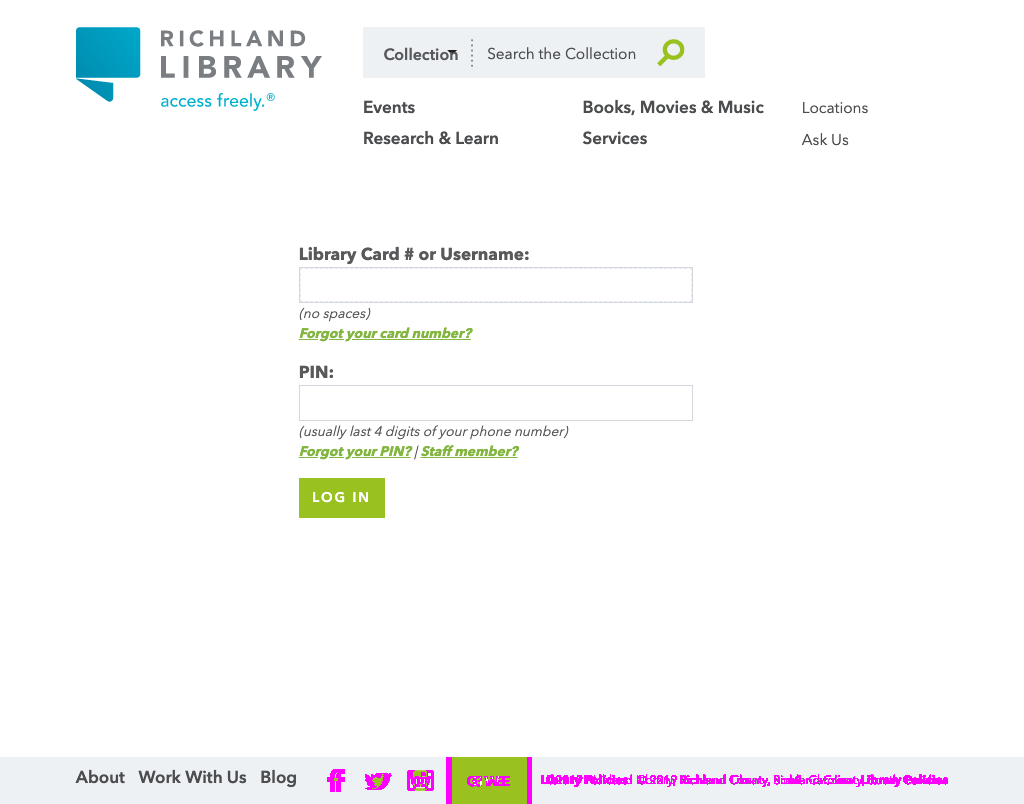 RICHLAND
LIBRARY
access freely.®
Collection
Search the Collection
Events
Books, Movies & Music
Locations
Research & Learn
Services
Ask Us
Library Card # or Username:
(no spaces)
Forgot your card number?
PIN:
(usually last 4 digits of your phone number)
Forgot your PIN? | Staff member?
LOG IN
About
Work With Us
Blog